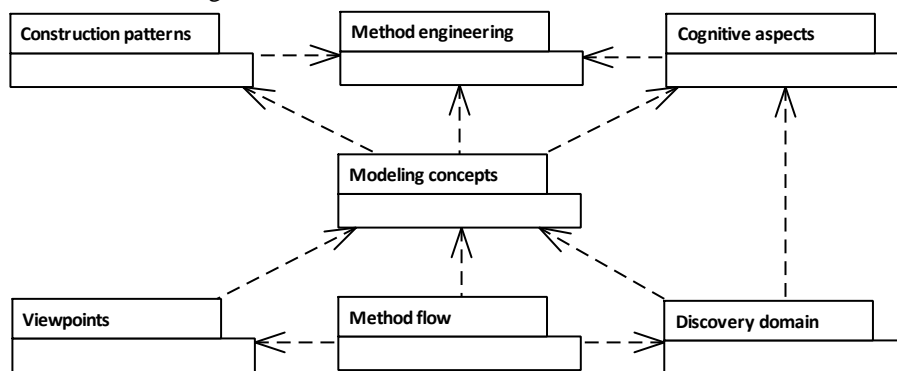 Construction patterns
Method engineering
Cognitive aspects
Modeling concepts
Viewpoints
Method flow
Discovery domain